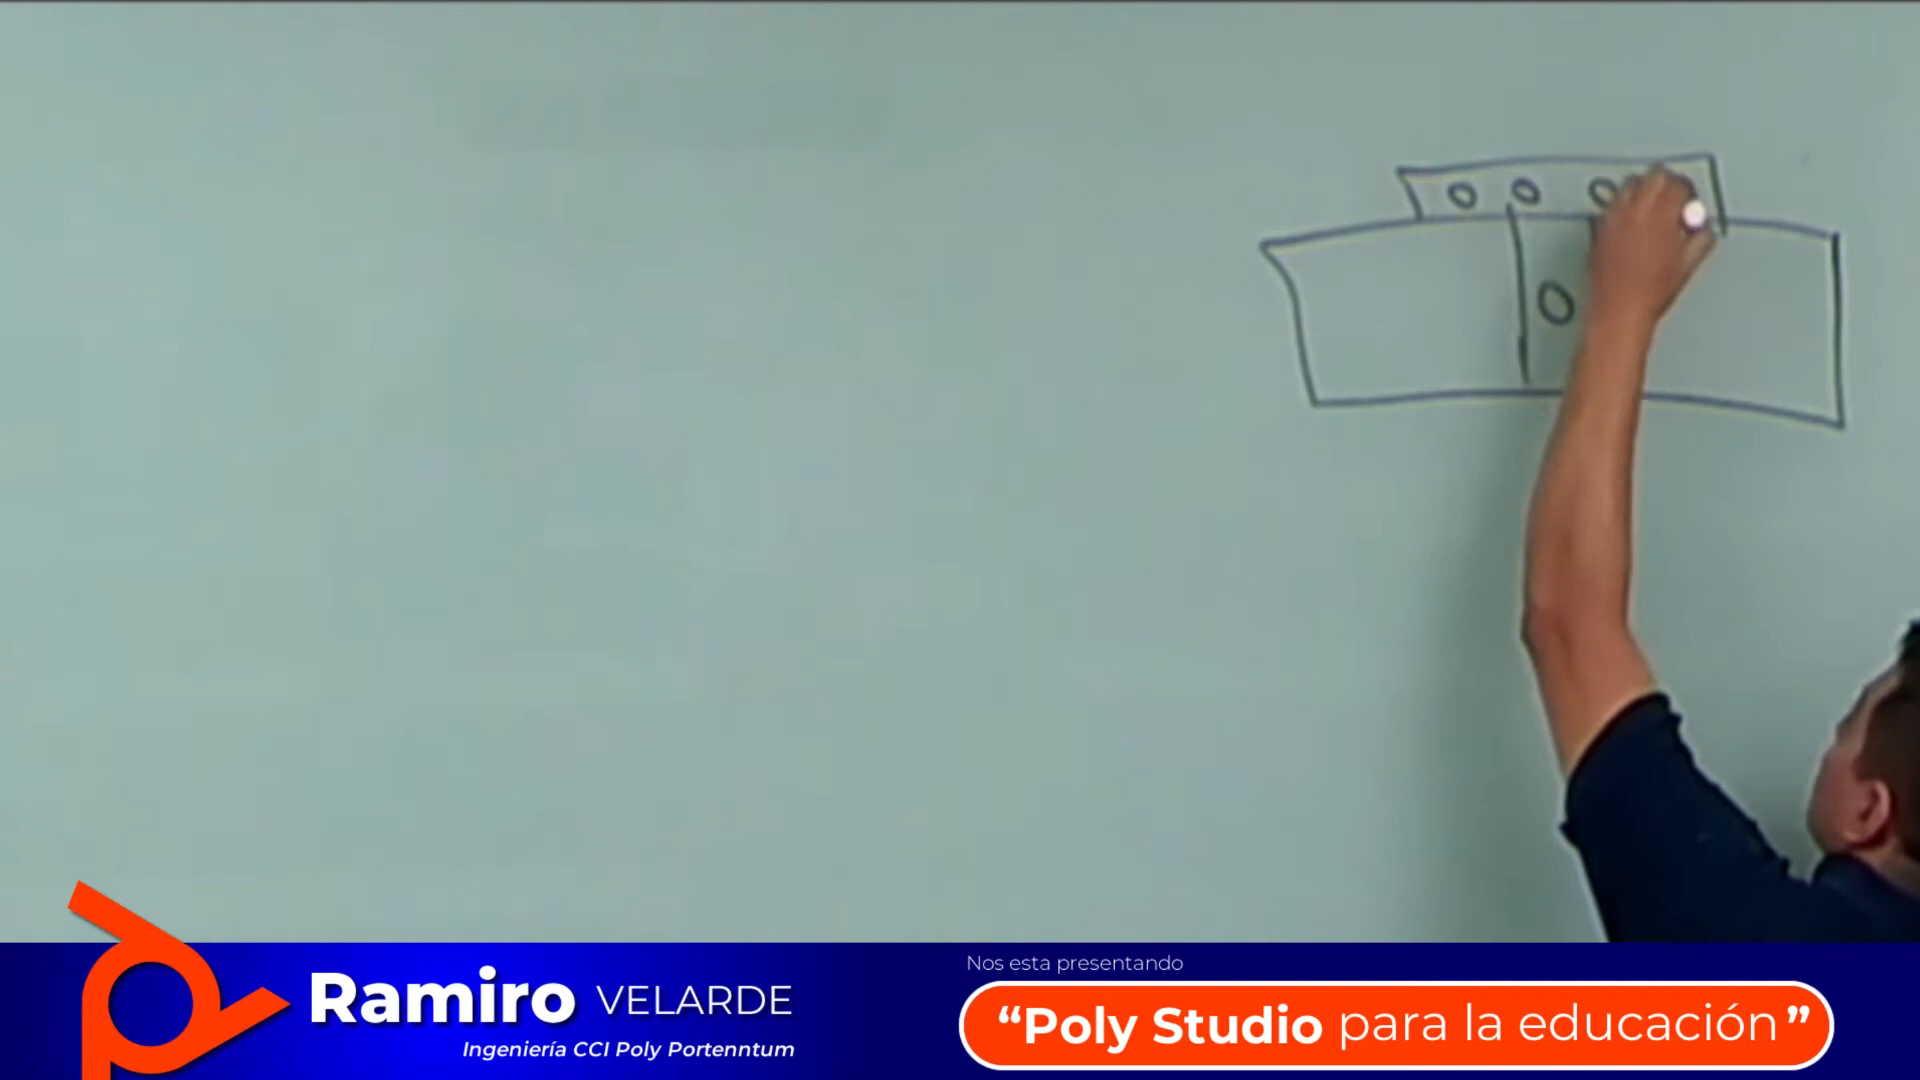 Ramiro VELARDE
Ingeniería CCI Poly Portenntum
Nos esta presentando
“Poly Studio para la educación”